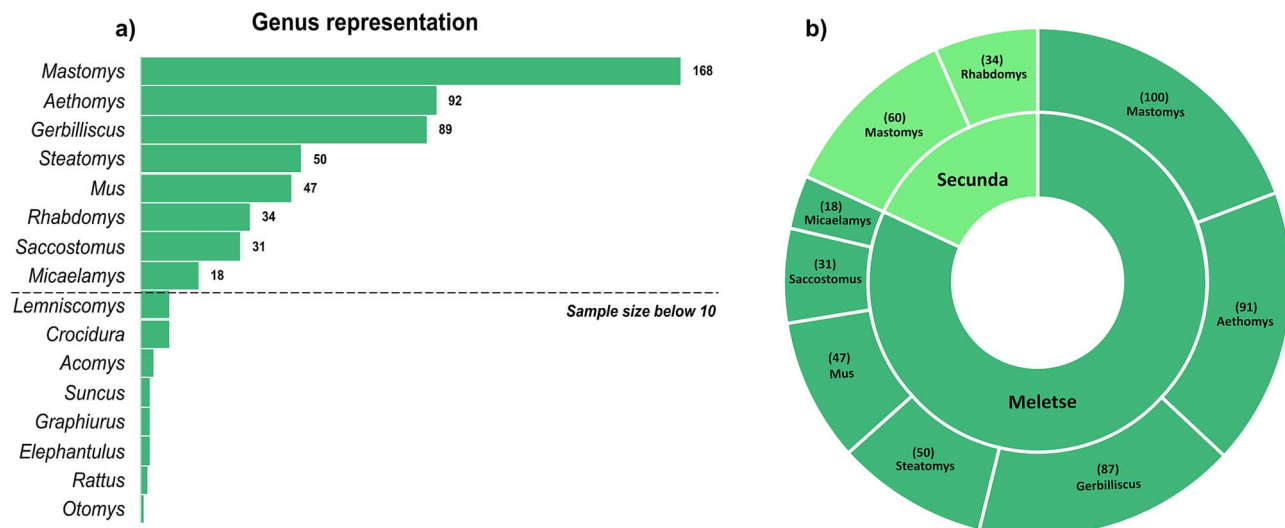 a)
Genus representation
Mastomys 168
Aethomys 92
Gerbilliscus 89
Steatomys 50
Mus 47
Rhabdomys 34
Saccostomus 31
Micaelamys 18
Lemniscomys
Sample size below 10
Crocidura
Acomys
Suncus
Graphiurus
Elephantulus
Rattus
Otomys
b)
(34)
Rhabdomys
(100)
Mastomys
(60)
Mastomys
Secunda
(18)
Micaelamys
(31)
Saccostomus
(91)
Aethomys
(47)
Mus
Meletse
(50)
Steatomys
(87)
Gerbilliscus